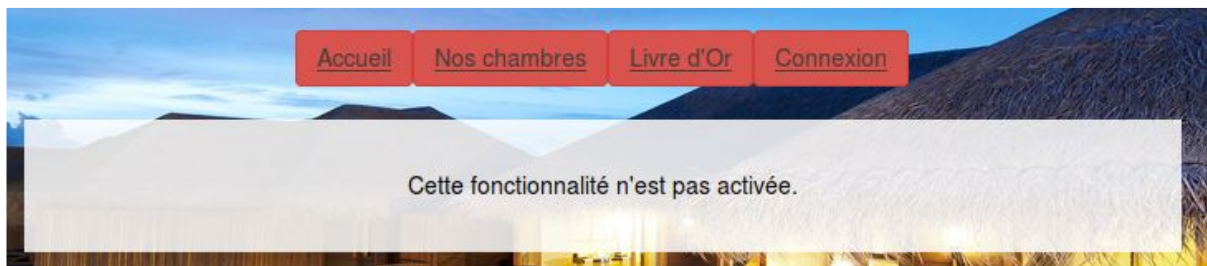 Accueil Nos chambres Livre d'Or Connexion
Cette fonctionnalité n'est pas activée.